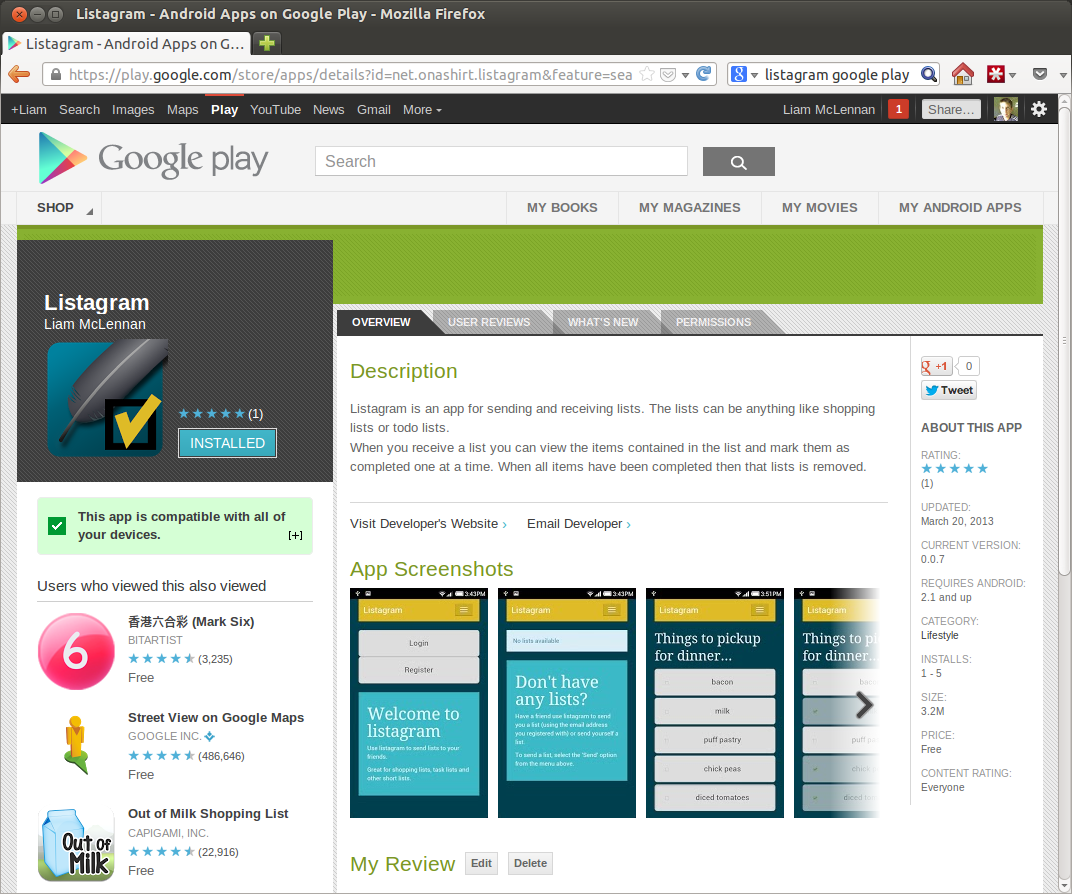 Listagram - Android Apps on Google Play - Mozilla Firefox
Listagram - Android Apps on G...
https://play.google.com/store/apps/details?id=net.onashirt.listagram&feature=sea
listagram google play
+Liam Search Images Maps Play YouTube News Gmail More
Liam McLennan 1 Share...
Google play
Search
SHOP
MY BOOKS MY MAGAZINES MY MOVIES MY ANDROID APPS
Listagram
Liam McLennan
(1)
INSTALLED
This app is compatible with all of
your devices.
[+]
Users who viewed this also viewed
6
香港六合彩 (Mark Six)
BITARTIST
(3,235)
Free
Street View on Google Maps
GOOGLE INC.
(486,646)
Free
Out of
Milk
Out of Milk Shopping List
CAPIGAMI, INC.
(22,916)
Free
OVERVIEW USER REVIEWS WHAT'S NEW PERMISSIONS
Description
Listagram is an app for sending and receiving lists. The lists can be anything like shopping
lists or todo lists.
When you receive a list you can view the items contained in the list and mark them as
completed one at a time. When all items have been completed then that lists is removed.
Visit Developer's Website ›
Email Developer ›
App Screenshots
3:43PM
Listagram
Login
Register
Welcome to
listagram
Use listagram to send lists to your
friends.
Great for shopping lists, task lists and
other short lists.
3:43PM
Listagram
No lists available
Don't have
any lists?
Have a friend use listagram to send
you a list (using the email address
you registered with) or send yourself a
list.
To send a list, select the 'Send' option
from the menu above.
3:51PM
Listagram
Things to pickup
for dinner...
bacon
milk
puff pastry
chick peas
diced tomatoes
Listagram
Things to p
for dinner...
My Review
Edit
Delete
+1 0
Tweet
ABOUT THIS APP
RATING:
(1)
UPDATED:
March 20, 2013
CURRENT VERSION:
0.0.7
REQUIRES ANDROID:
2.1 and up
CATEGORY:
Lifestyle
INSTALLS:
1 - 5
SIZE:
3.2M
PRICE:
Free
CONTENT RATING:
Everyone